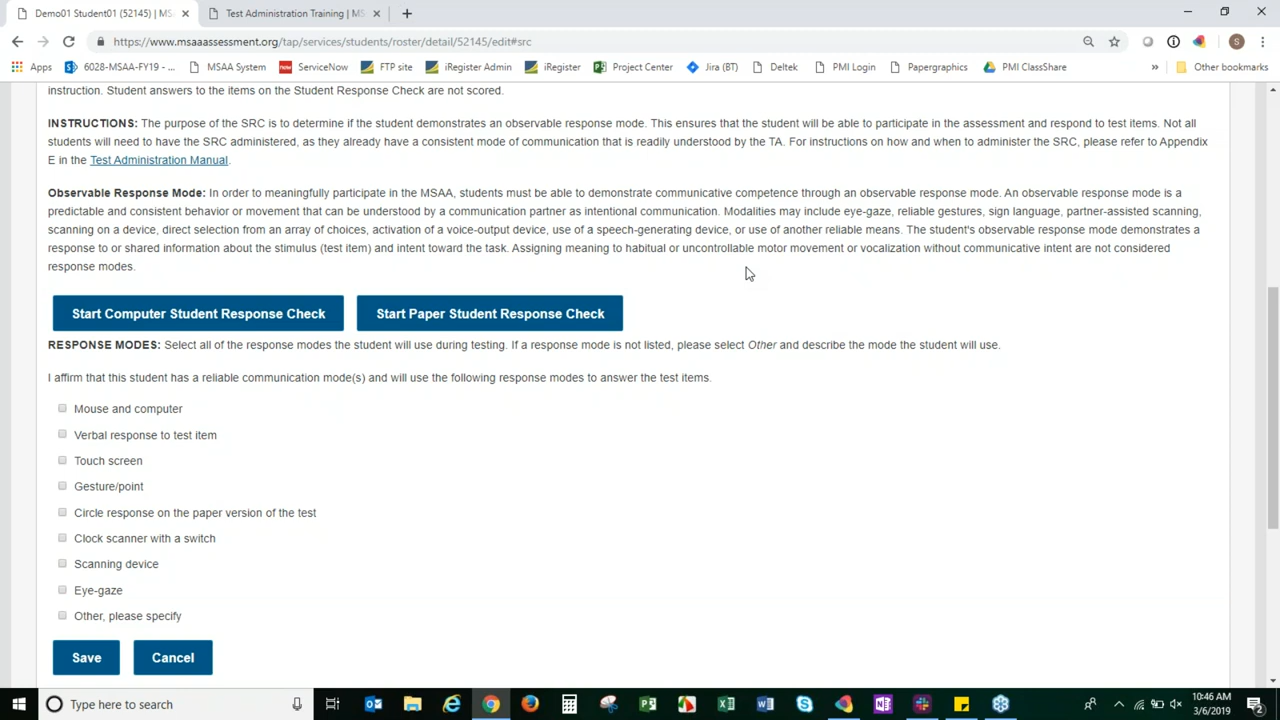 Demo01 Student01 (52145) | MS
Test Administration Training | MS
https://www.msaaassessment.org/tap/services/students/roster/detail/52145/edit#src
S
Apps
6028-MSAA-FY19 - ...
MSAA System
now ServiceNow
FTP site
iRegister Admin
iRegister
Project Center
Jira (BT)
Deltek
PMI Login
Papergraphics
PMI ClassShare
»
Other bookmarks
instruction. Student answers to the items on the Student Response Check are not scored.
INSTRUCTIONS: The purpose of the SRC is to determine if the student demonstrates an observable response mode. This ensures that the student will be able to participate in the assessment and respond to test items. Not all
students will need to have the SRC administered, as they already have a consistent mode of communication that is readily understood by the TA. For instructions on how and when to administer the SRC, please refer to Appendix
E in the Test Administration Manual.
Observable Response Mode: In order to meaningfully participate in the MSAA, students must be able to demonstrate communicative competence through an observable response mode. An observable response mode is a
predictable and consistent behavior or movement that can be understood by a communication partner as intentional communication. Modalities may include eye-gaze, reliable gestures, sign language, partner-assisted scanning,
scanning on a device, direct selection from an array of choices, activation of a voice-output device, use of a speech-generating device, or use of another reliable means. The student's observable response mode demonstrates a
response to or shared information about the stimulus (test item) and intent toward the task. Assigning meaning to habitual or uncontrollable motor movement or vocalization without communicative intent are not considered
response modes.
Start Computer Student Response Check
Start Paper Student Response Check
RESPONSE MODES: Select all of the response modes the student will use during testing. If a response mode is not listed, please select Other and describe the mode the student will use.
I affirm that this student has a reliable communication mode(s) and will use the following response modes to answer the test items.
Mouse and computer
Verbal response to test item
Touch screen
Gesture/point
Circle response on the paper version of the test
Clock scanner with a switch
Scanning device
Eye-gaze
Other, please specify
Save
Cancel
Type here to search
10:46 AM
3/6/2019
2